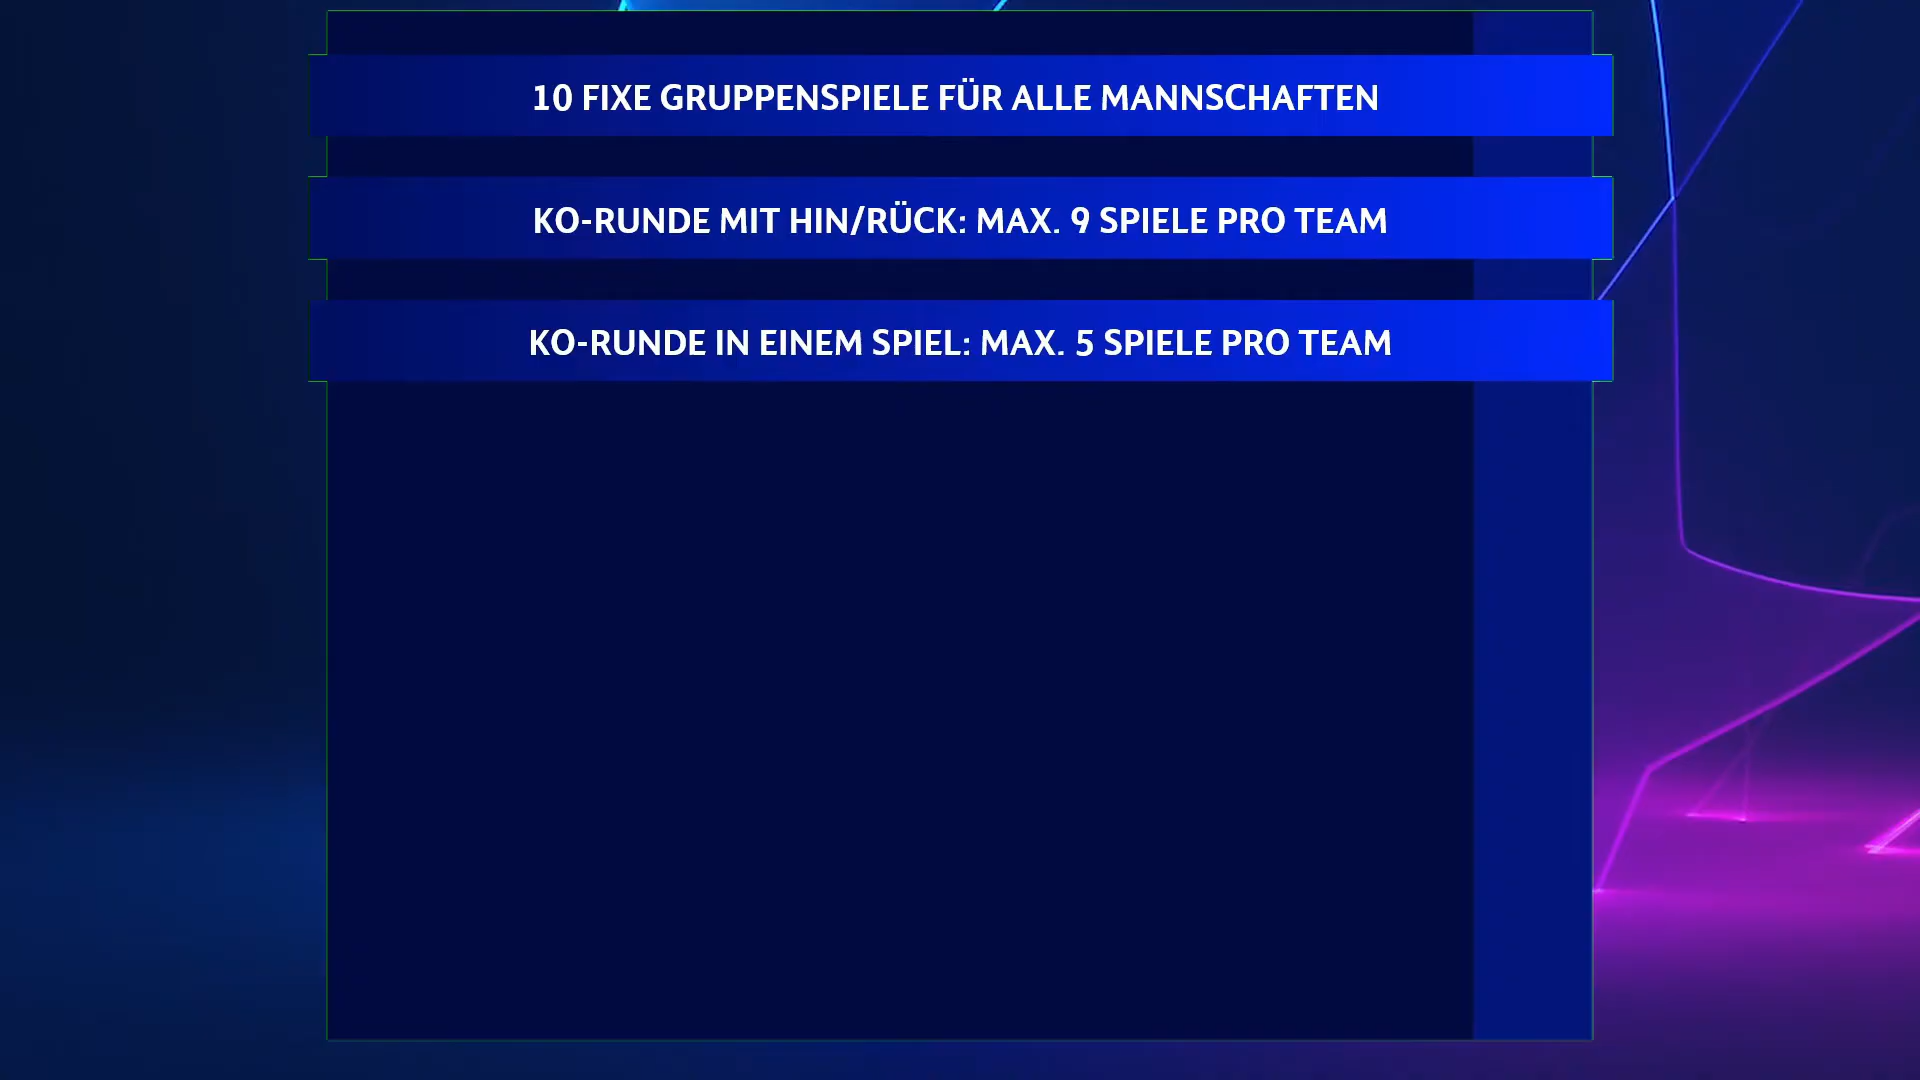 10 FIXE GRUPPENSPIELE FÜR ALLE MANNSCHAFTEN
KO-RUNDE MIT HIN/RÜCK: MAX. 9 SPIELE PRO TEAM
KO-RUNDE IN EINEM SPIEL: MAX. 5 SPIELE PRO TEAM